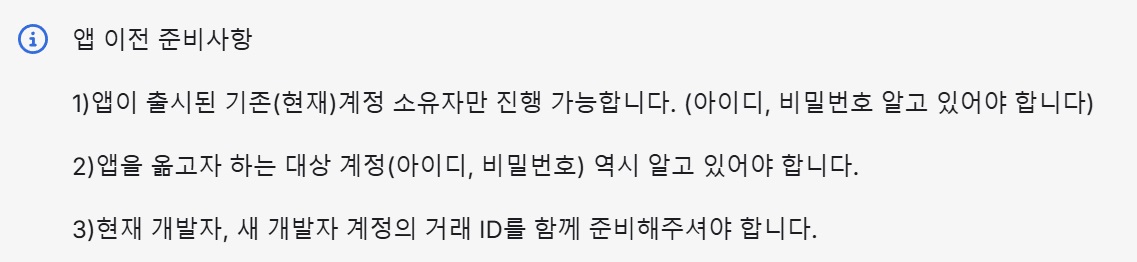 앱 이전 준비사항
1)앱이 출시된 기존(현재)계정 소유자만 진행 가능합니다. (아이디, 비밀번호 알고 있어야 합니다)
2)앱을 옮고자 하는 대상 계정(아이디, 비밀번호) 역시 알고 있어야 합니다.
3)현재 개발자, 새 개발자 계정의 거래 ID를 함께 준비해주셔야 합니다.